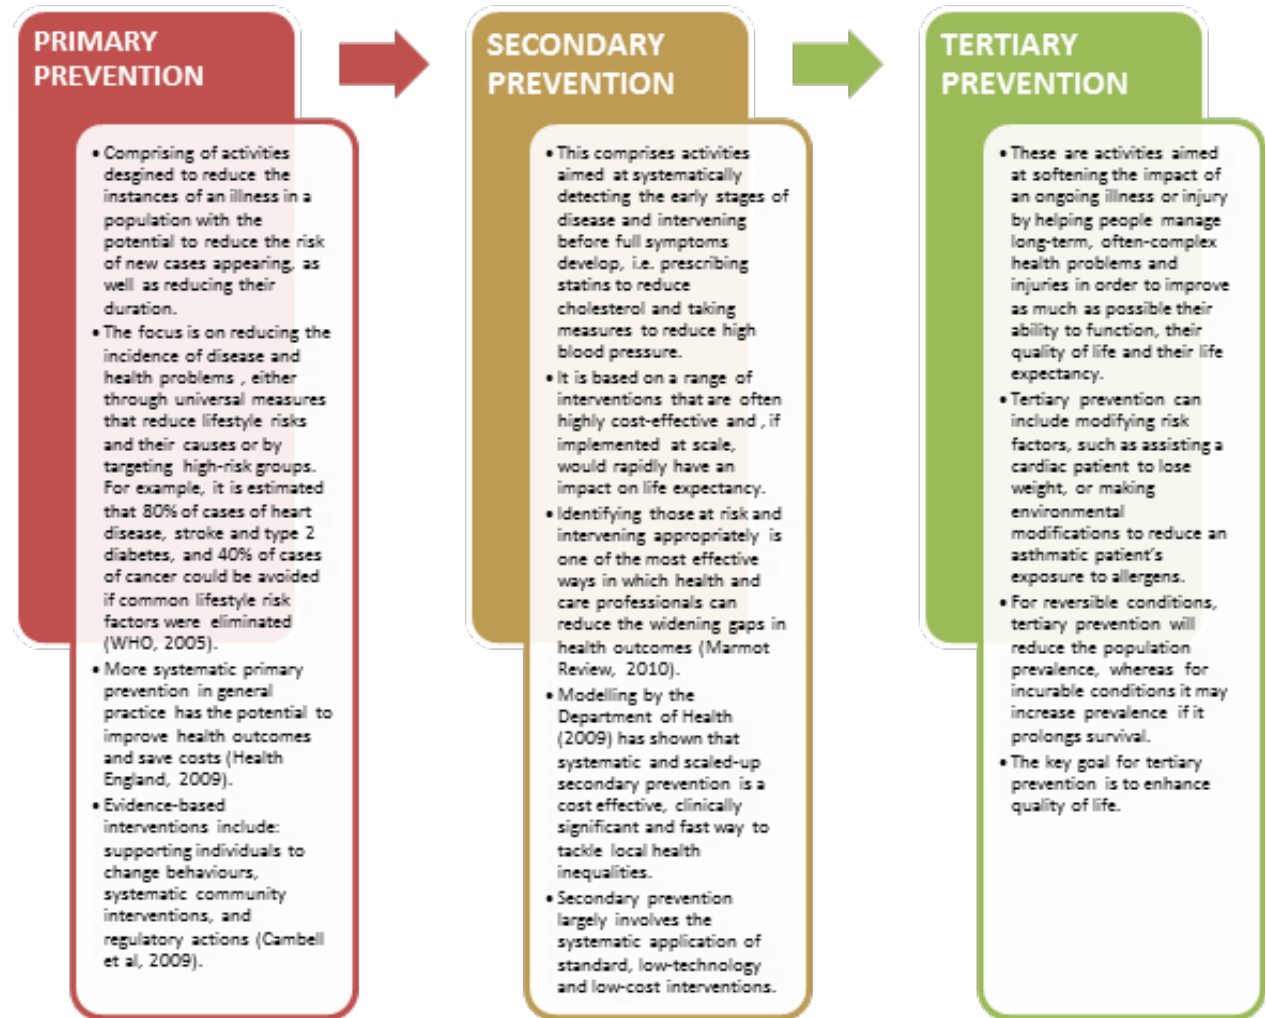 PRIMARY
PREVENTION
• Comprising of activities
desgined to reduce the
instances of an illness in a
population with the
potential to reduce the risk
of new cases appearing, as
well as reducing their
duration.
• The focus is on reducing the
incidence of disease and
health problems , either
through universal measures
that reduce lifestyle risks
and their causes or by
targeting high-risk groups.
For example, it is estimated
that 80% of cases of heart
disease, stroke and type 2
diabetes, and 40% of cases
of cancer could be avoided
if common lifestyle risk
factors were eliminated
(WHO, 2005).
• More systematic primary
prevention in general
practice has the potential to
improve health outcomes
and save costs (Health
England, 2009).
• Evidence-based
interventions include:
supporting individuals to
change behaviours,
systematic community
interventions, and
regulatory actions (Cambell
et al, 2009).
SECONDARY
PREVENTION
• This comprises activities
aimed at systematically
detecting the early stages of
disease and intervening
before full symptoms
develop, i.e. prescribing
statins to reduce
cholesterol and taking
measures to reduce high
blood pressure.
• It is based on a range of
interventions that are often
highly cost-effective and , if
implemented at scale,
would rapidly have an
impact on life expectancy.
• Identifying those at risk and
intervening appropriately is
one of the most effective
ways in which health and
care professionals can
reduce the widening gaps in
health outcomes (Marmot
Review, 2010).
• Modelling by the
Department of Health
(2009) has shown that
systematic and scaled-up
secondary prevention is a
cost effective, clinically
significant and fast way to
tackle local health
inequalities.
• Secondary prevention
largely involves the
systematic application of
standard, low-technology
and low-cost interventions.
TERTIARY
PREVENTION
• These are activities aimed
at softening the impact of
an ongoing illness or injury
by helping people manage
long-term, often-complex
health problems and
injuries in order to improve
as much as possible their
ability to function, their
quality of life and their life
expectancy.
• Tertiary prevention can
include modifying risk
factors, such as assisting a
cardiac patient to lose
weight, or making
environmental
modifications to reduce an
asthmatic patient's
exposure to allergens.
• For reversible conditions,
tertiary prevention will
reduce the population
prevalence, whereas for
incurable conditions it may
increase prevalence if it
prolongs survival.
• The key goal for tertiary
prevention is to enhance
quality of life.